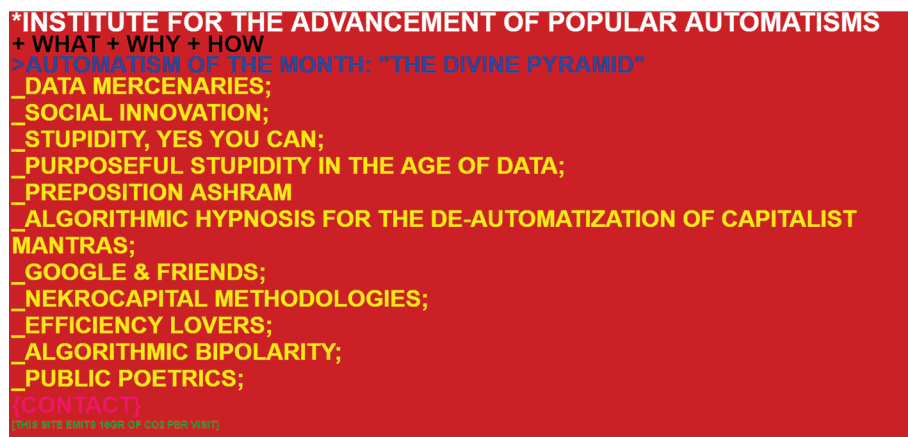 *INSTITUTE FOR THE ADVANCEMENT OF POPULAR AUTOMATISMS
+ WHAT + WHY + HOW
>AUTOMATISM OF THE MONTH: "THE DIVINE PYRAMID"
_DATA MERCENARIES;
_SOCIAL INNOVATION;
_STUPIDITY, YES YOU CAN;
_PURPOSEFUL STUPIDITY IN THE AGE OF DATA;
_PREPOSITION ASHRAM
_ALGORITHMIC HYPNOSIS FOR THE DE-AUTOMATIZATION OF CAPITALIST
MANTRAS;
_GOOGLE & FRIENDS;
_NEKROCAPITAL METHODOLOGIES;
_EFFICIENCY LOVERS;
_ALGORITHMIC BIPOLARITY;
_PUBLIC POETRICS;
{CONTACT}
[THIS SITE EMITS 16GR OF CO2 PER VISIT]